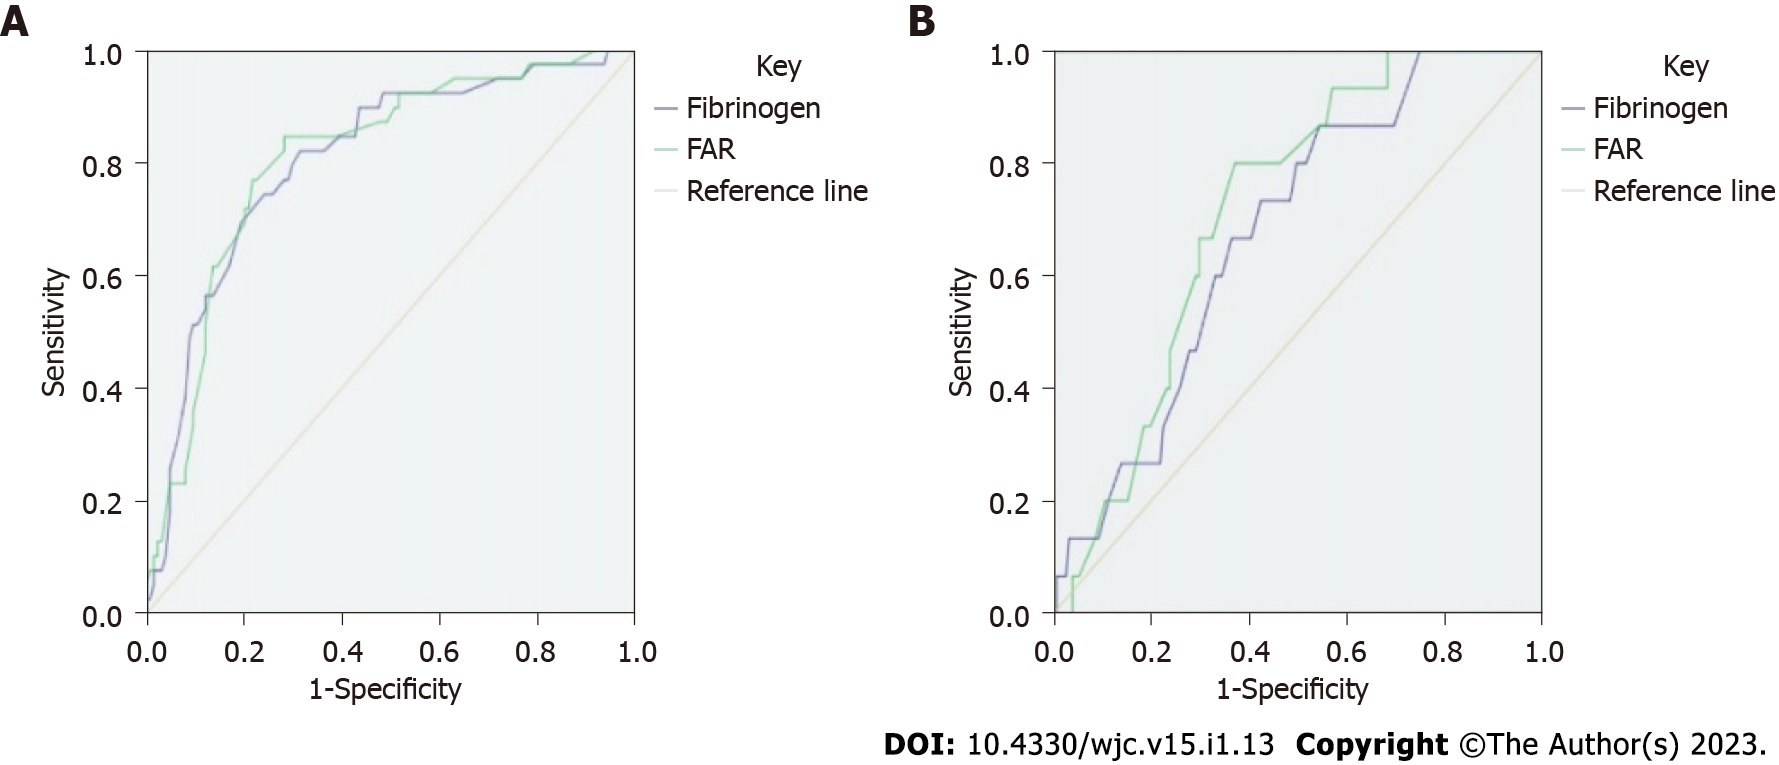 A
1.0
0.8
0.6
0.4
0.2
0.0
Sensitivity
0.0 0.2 0.4 0.6 0.8 1.0
1-Specificity
Key
Fibrinogen
FAR
Reference line
B
1.0
0.8
0.6
0.4
0.2
0.0
Sensitivity
0.0 0.2 0.4 0.6 0.8 1.0
1-Specificity
Key
Fibrinogen
FAR
Reference line
DOI: 10.4330/wjc.v15.i1.13 Copyright ©The Author(s) 2023.